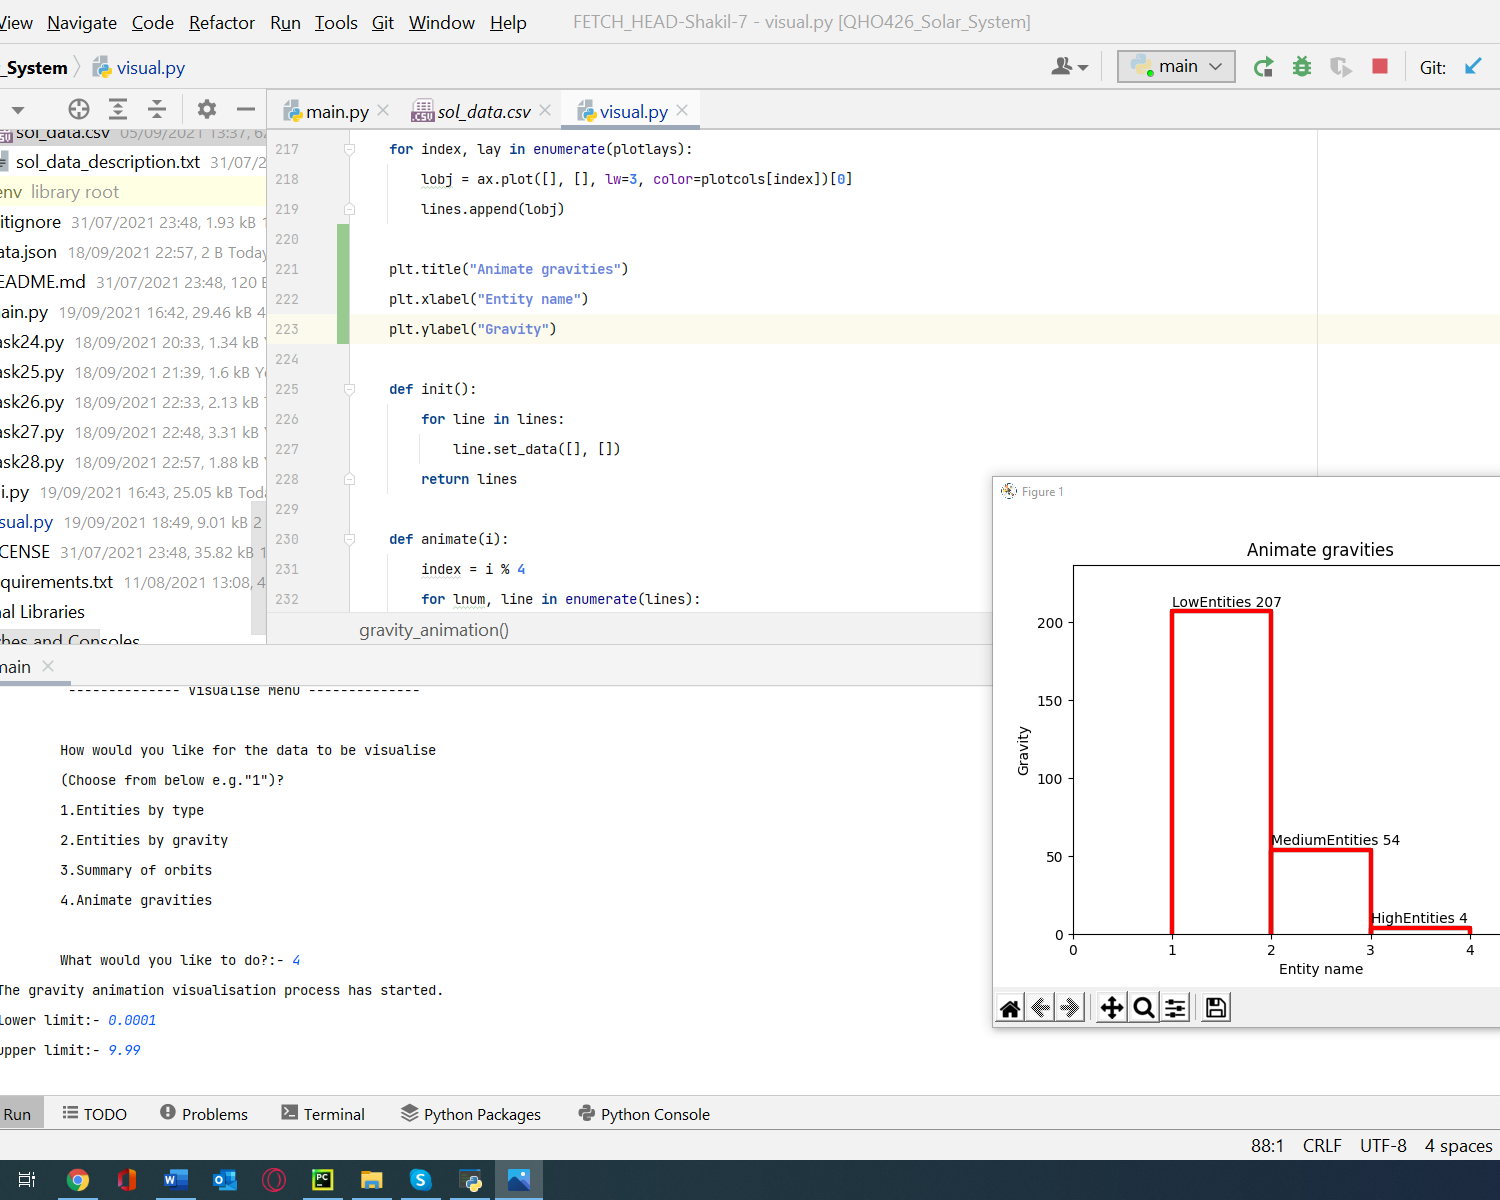 View Navigate Code Refactor Run Tools Git Window Help FETCH_HEAD-Shakil-7 - visual.py [QHO426_Solar_System]
_System visual.py main Git:
main.py sol_data.csv visual.py
sol_data.csv 05/09/2021 13:37, 62
sol_data_description.txt 31/07/2
env library root
itignore 31/07/2021 23:48, 1.93 kB 1
ata.json 18/09/2021 22:57, 2 B Today
EADME.md 31/07/2021 23:48, 120 B
ain.py 19/09/2021 16:42, 29.46 kB 4
ask24.py 18/09/2021 20:33, 1.34 kB Y
ask25.py 18/09/2021 21:39, 1.6 kB Ye
ask26.py 18/09/2021 22:33, 2.13 kB
ask27.py 18/09/2021 22:48, 3.31 kB Y
ask28.py 18/09/2021 22:57, 1.88 kB Y
i.py 19/09/2021 16:43, 25.05 kB Toda
sual.py 19/09/2021 18:49, 9.01 kB 2
CENSE 31/07/2021 23:48, 35.82 kB 1
quirements.txt 11/08/2021 13:08, 4
al Libraries
ches and Consoles
217 for index, lay in enumerate(plotlays):
218 lobj = ax.plot([], [], lw=3, color=plotcols[index])[0]
219 lines.append(lobj)
220
221 plt.title("Animate gravities")
222 plt.xlabel("Entity name")
223 plt.ylabel("Gravity")
224
225 def init():
226 for line in lines:
227 line.set_data([], [])
228 return lines
229
230 def animate(i):
231 index = i % 4
232 for lnum, line in enumerate(lines):
gravity_animation()
Figure 1
Animate gravities
LowEntities 207
200
150
Gravity
100
MediumEntities 54
50
HighEntities 4
0
0 1 2 3 4
Entity name
main
-------------- Visualise Menu --------------
How would you like for the data to be visualise
(Choose from below e.g."1")?
1.Entities by type
2.Entities by gravity
3.Summary of orbits
4.Animate gravities
What would you like to do?:- 4
The gravity animation visualisation process has started.
lower limit:- 0.0001
upper limit:- 9.99
Run TODO Problems Terminal Python Packages Python Console
88:1 CRLF UTF-8 4 spaces